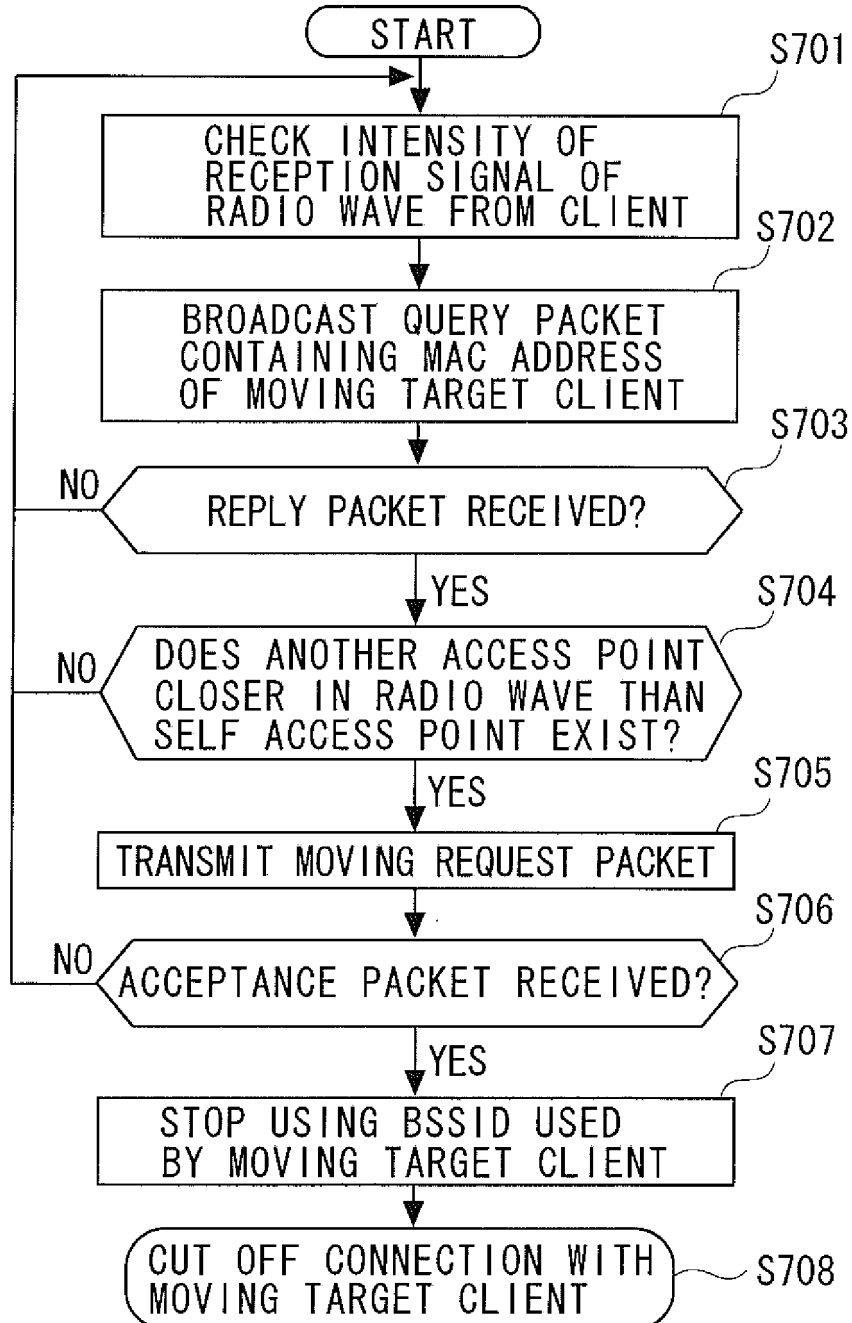 START
S701
CHECK INTENSITY OF
RECEPTION SIGNAL OF
RADIO WAVE FROM CLIENT
S702
BROADCAST QUERY PACKET
CONTAINING MAC ADDRESS
OF MOVING TARGET CLIENT
S703
NO
REPLY PACKET RECEIVED?
YES
S704
NO
DOES ANOTHER ACCESS POINT
CLOSER IN RADIO WAVE THAN
SELF ACCESS POINT EXIST?
YES
S705
TRANSMIT MOVING REQUEST PACKET
S706
NO
ACCEPTANCE PACKET RECEIVED?
YES
S707
STOP USING BSSID USED
BY MOVING TARGET CLIENT
CUT OFF CONNECTION WITH
MOVING TARGET CLIENT
S708